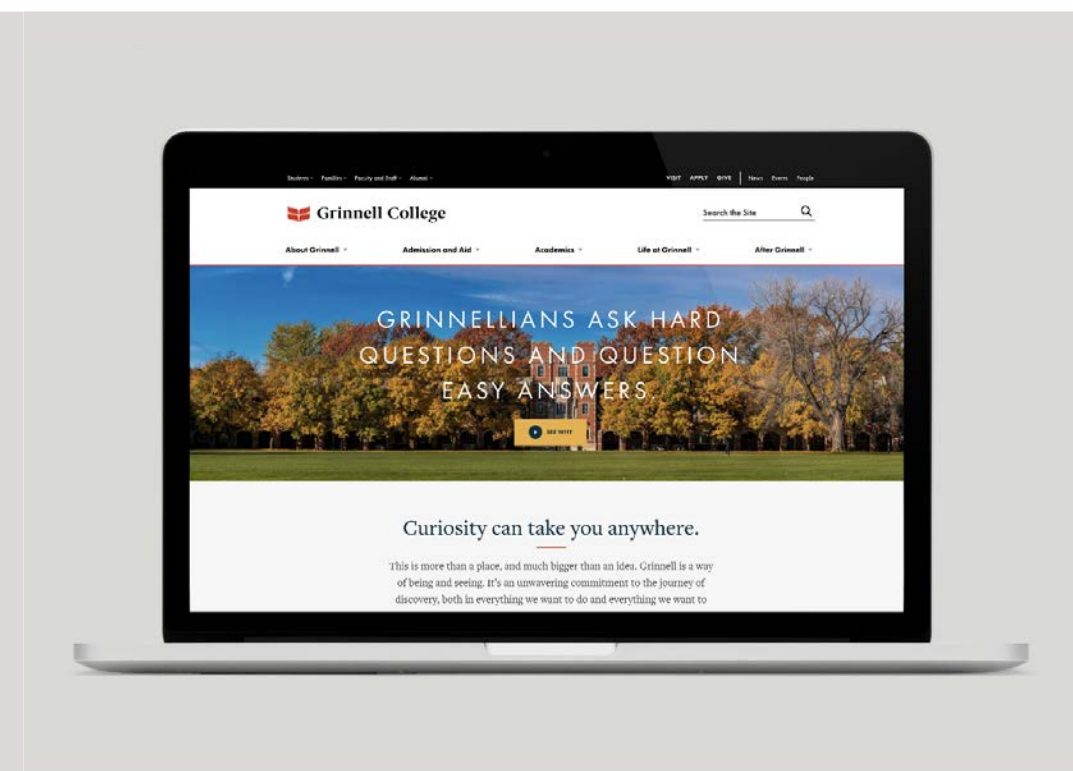 Students Families Faculty and Staff Alumni VISIT APPLY GIVE News Events People
Grinnell College
Search the Site
About Grinnell Admission and Aid Academics Life at Grinnell After Grinnell
GRINNELLIANS ASK HARD
QUESTIONS AND QUESTION
EASY ANSWERS.
SEE WHY
Curiosity can take you anywhere.
This is more than a place, and much bigger than an idea. Grinnell is a way
of being and seeing. It's an unwavering commitment to the journey of
discovery, both in everything we want to do and everything we want to